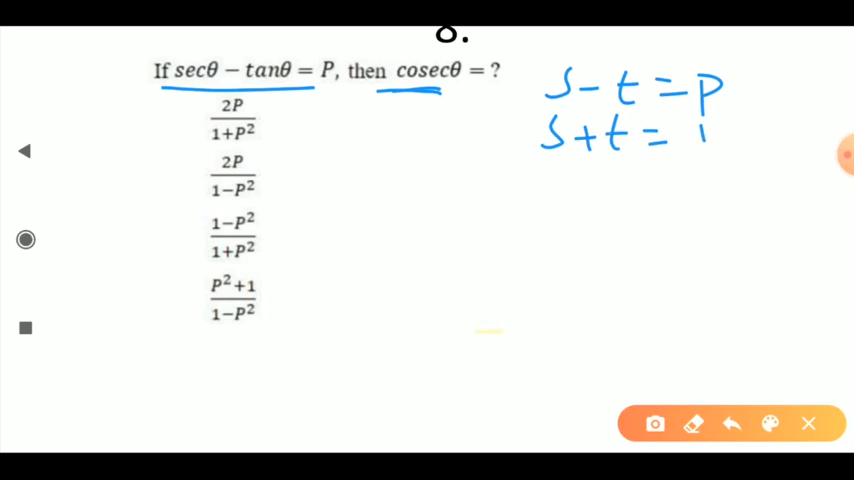 8.
If secθ − tanθ = P, then cosecθ = ?
2P
1+P²
2P
1−P²
1−P²
1+P²
P²+1
1−P²
s − t = p
s + t =